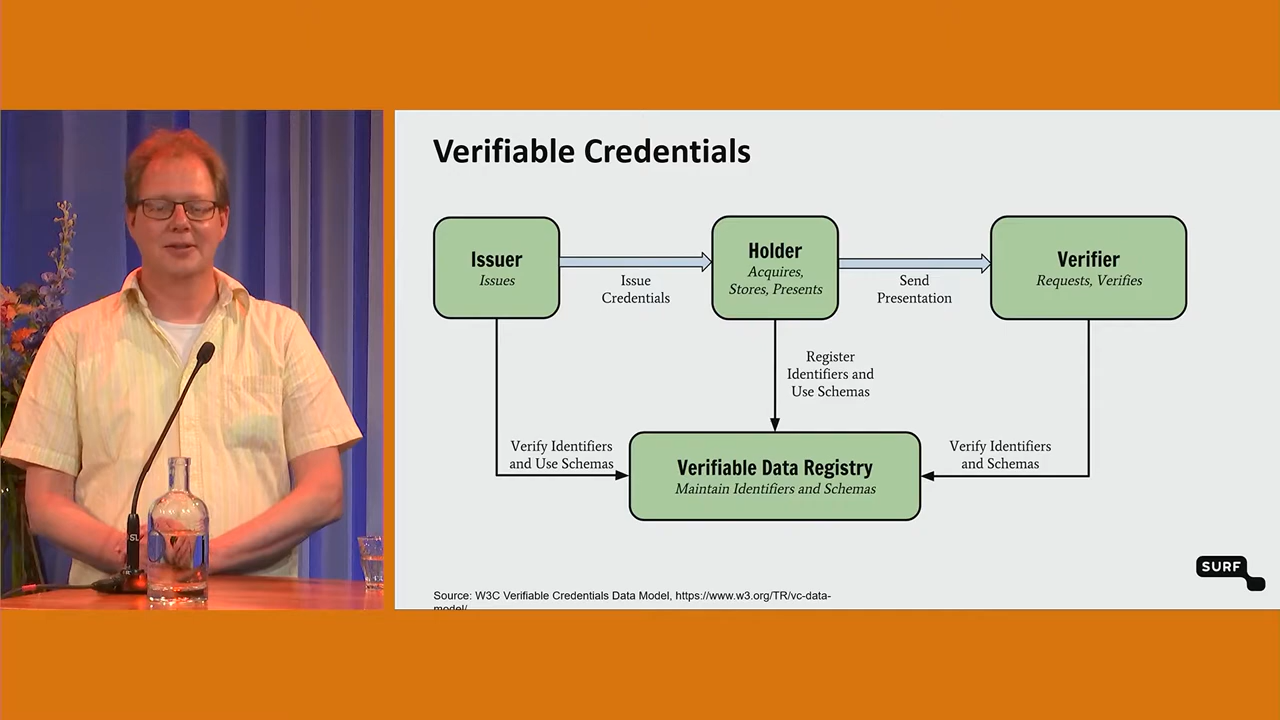 Verifiable Credentials
Issuer
Issues
Issue
Credentials
Holder
Acquires,
Stores, Presents
Send
Presentation
Verifier
Requests, Verifies
Register
Identifiers and
Use Schemas
Verify Identifiers
and Use Schemas
Verifiable Data Registry
Maintain Identifiers and Schemas
Verify Identifiers
and Schemas
SURF
Source: W3C Verifiable Credentials Data Model, https://www.w3.org/TR/vc-data-
model/